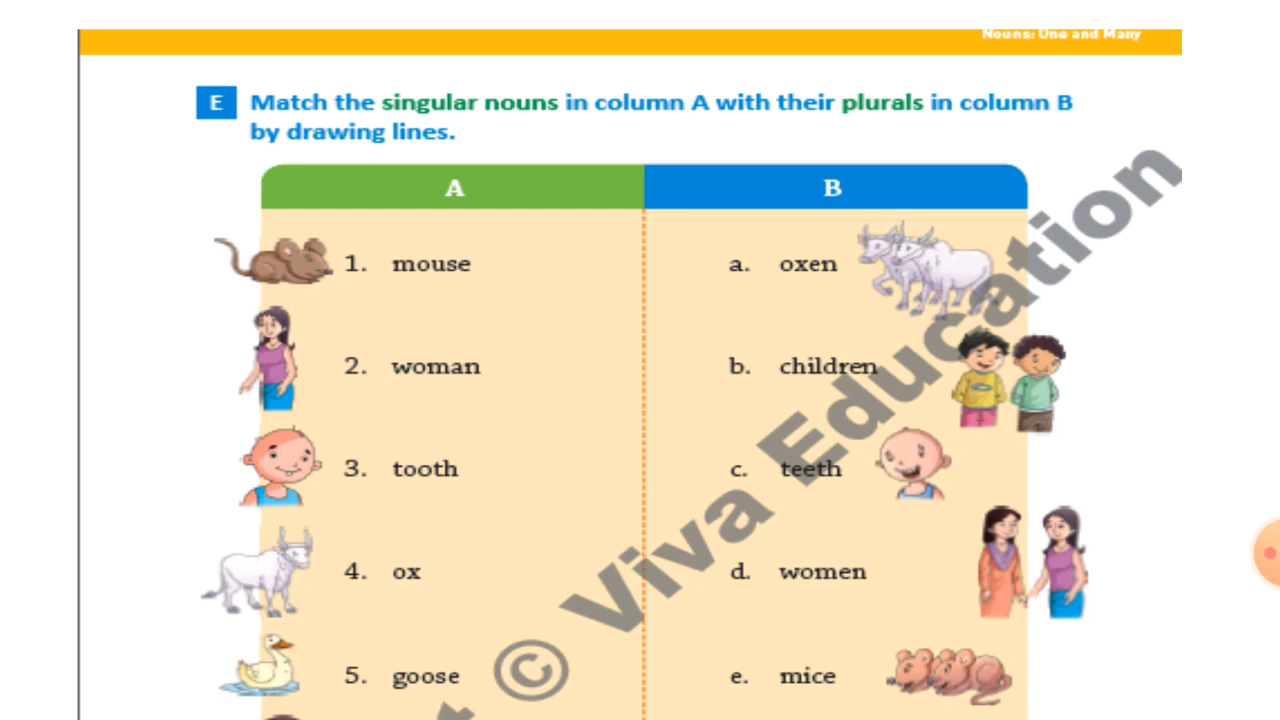 Nouns: One and Many
E Match the singular nouns in column A with their plurals in column B
by drawing lines.
A B
1. mouse a. oxen
2. woman b. children
3. tooth c. teeth
4. ox d. women
5. goose e. mice
© Viva Education